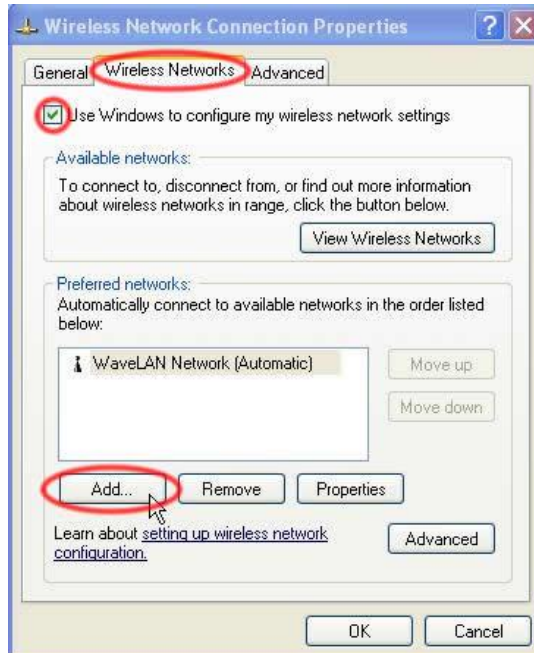 Wireless Network Connection Properties
General Wireless Networks Advanced
Use Windows to configure my wireless network settings
Available networks:
To connect to, disconnect from, or find out more information
about wireless networks in range, click the button below.
View Wireless Networks
Preferred networks:
Automatically connect to available networks in the order listed
below:
WaveLAN Network (Automatic)
Move up
Move down
Add... Remove Properties
Learn about setting up wireless network
configuration.
Advanced
OK Cancel